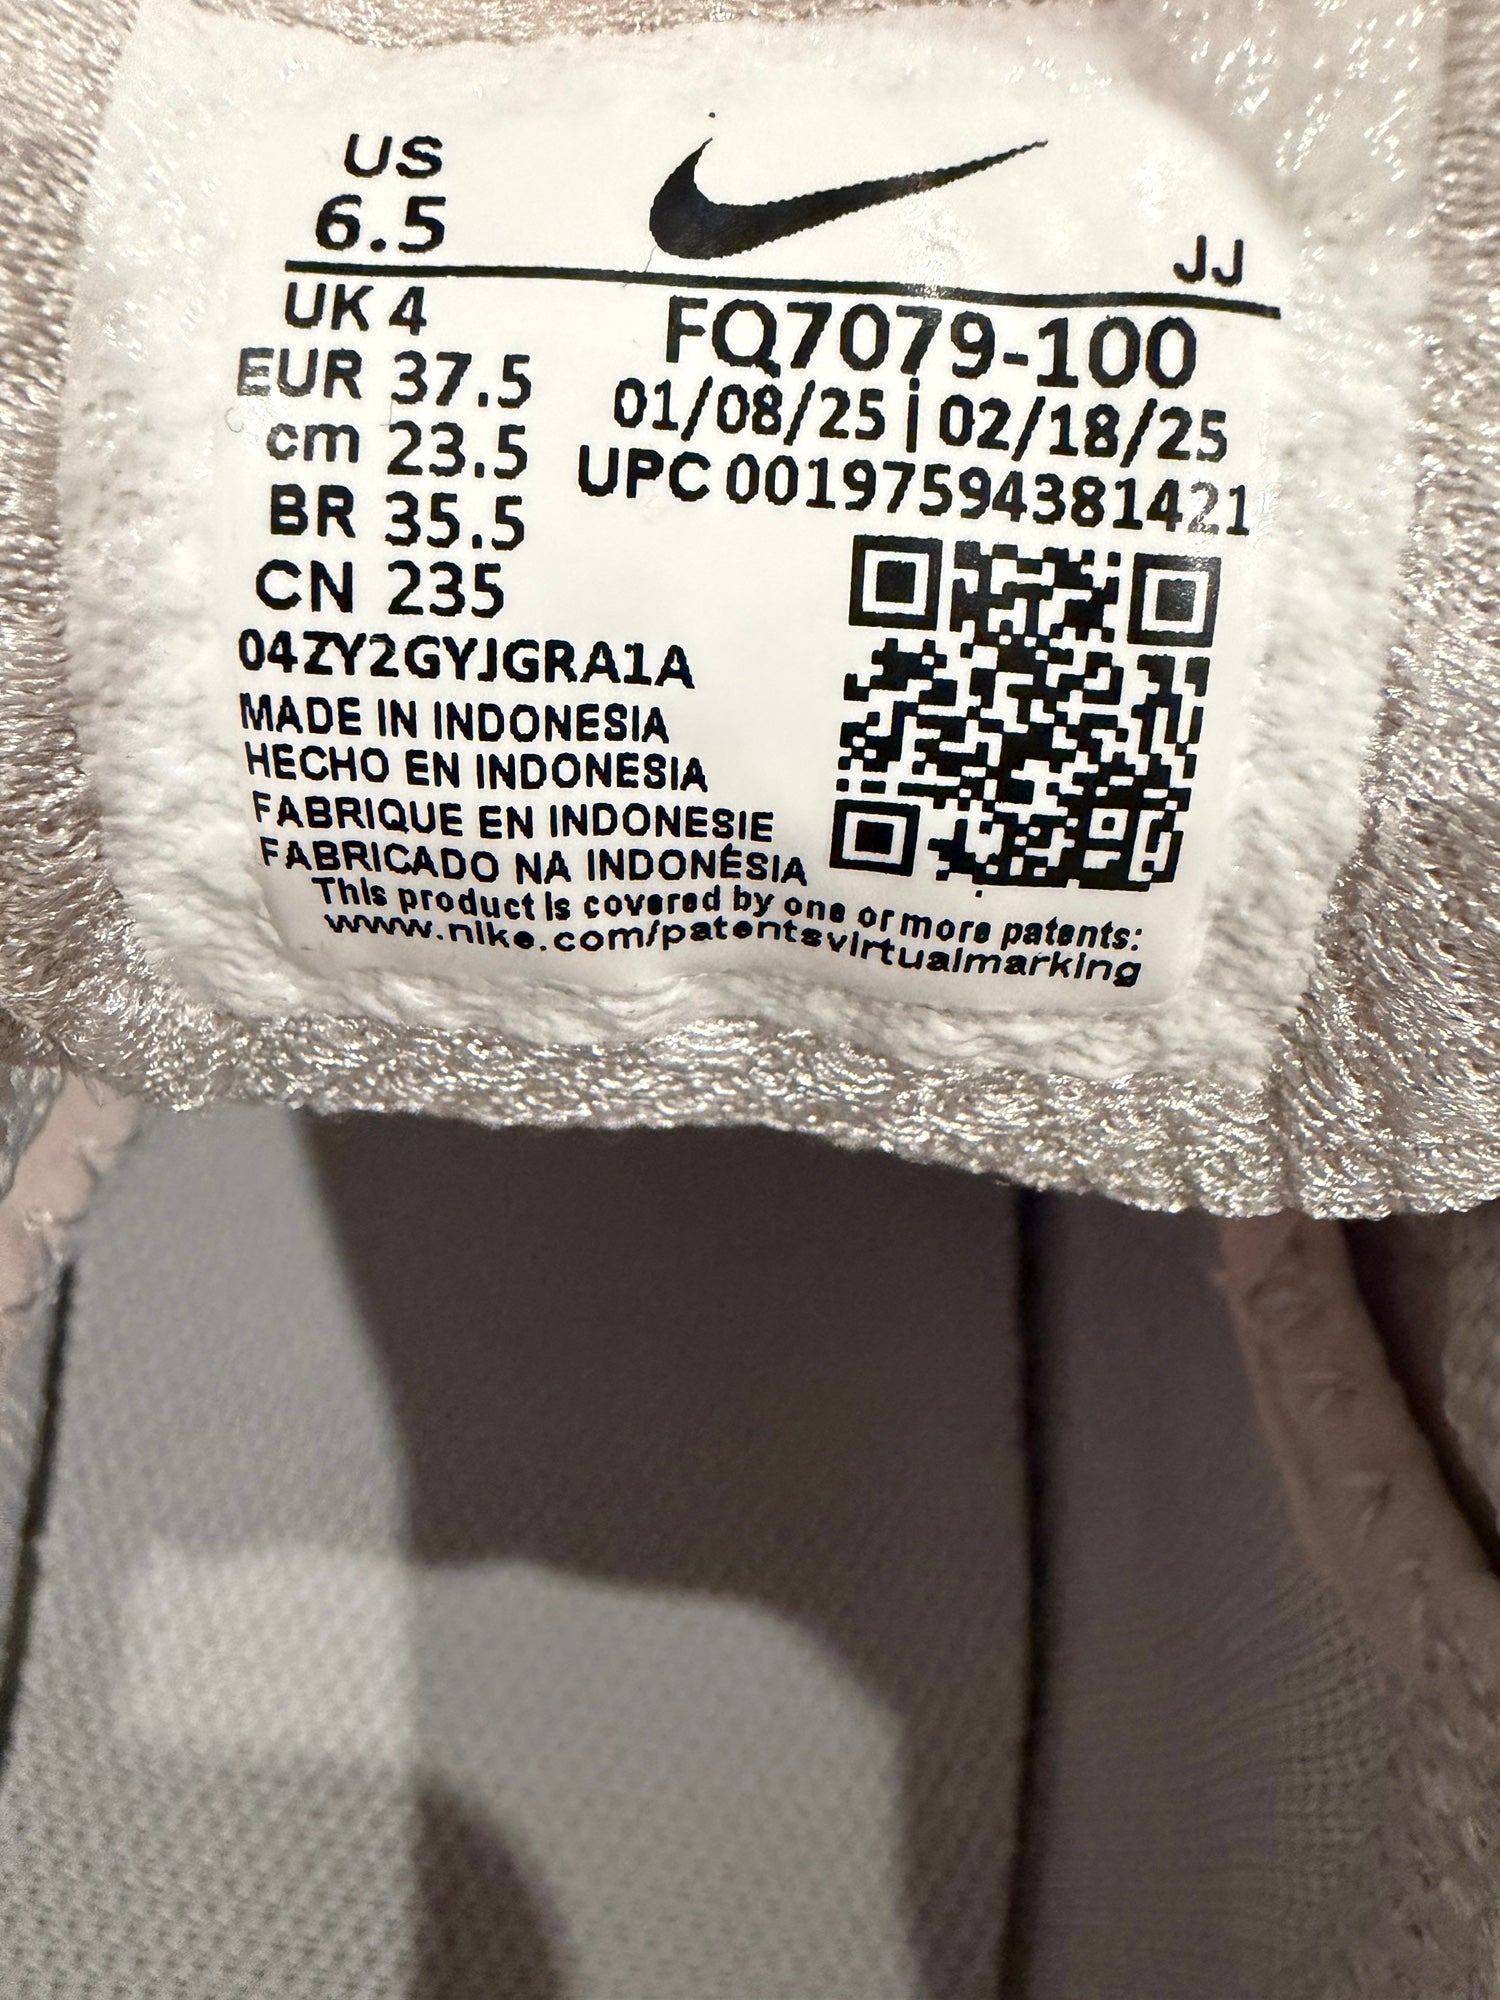 US
6.5
JJ
UK 4
EUR 37.5
cm 23.5
BR 35.5
CN 235
FQ7079-100
01/08/25 | 02/18/25
UPC 00197594381421
04ZY2GYJGRA1A
MADE IN INDONESIA
HECHO EN INDONESIA
FABRIQUE EN INDONESIE
FABRICADO NA INDONÉSIA
This product is covered by one or more patents:
www.nike.com/patentsvirtualmarking